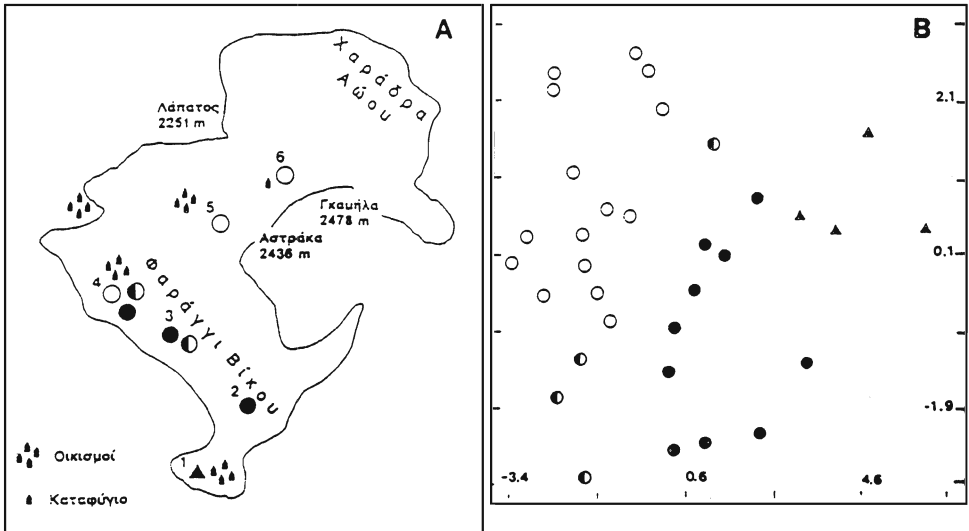 A
Χαράδρα
Αώου
Λάπατος
2251 m
6
Γκαμήλα
2478 m
5
Αστράκα
2436 m
4
3
Φαράγγι Βίκου
2
1
Οικισμοί
Καταφύγιο
B
2.1
0.1
-1.9
-3.4 0.6 4.6